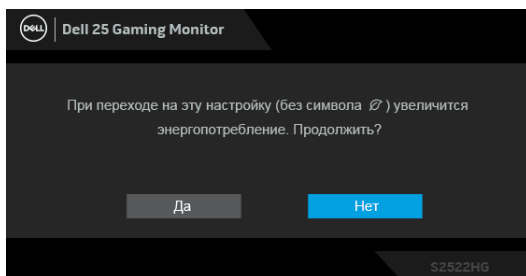 DELL Dell 25 Gaming Monitor
При переходе на эту настройку (без символа ) увеличится
энергопотребление. Продолжить?
Да Нет
S2522HG